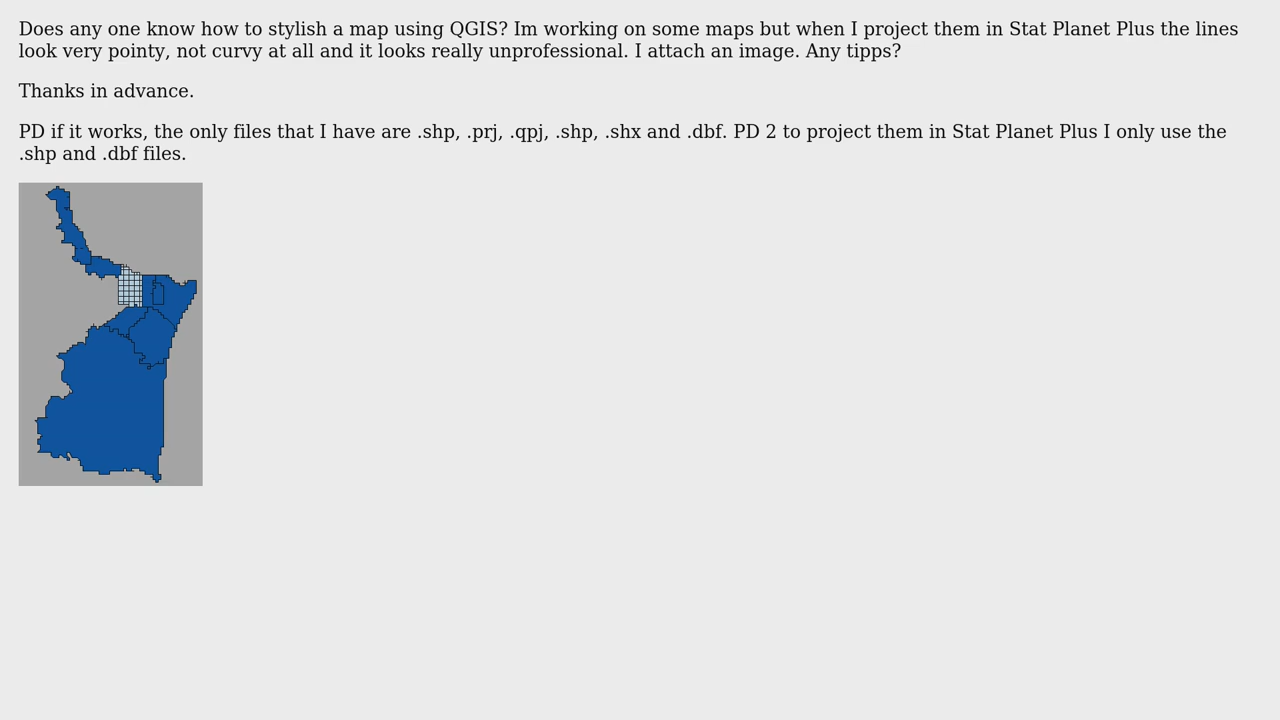 Does any one know how to stylish a map using QGIS? Im working on some maps but when I project them in Stat Planet Plus the lines
look very pointy, not curvy at all and it looks really unprofessional. I attach an image. Any tipps?
Thanks in advance.
PD if it works, the only files that I have are .shp, .prj, .qpj, .shp, .shx and .dbf. PD 2 to project them in Stat Planet Plus I only use the
.shp and .dbf files.